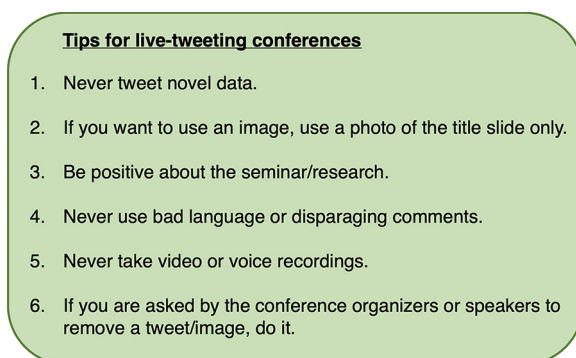 Tips for live-tweeting conferences
1. Never tweet novel data.
2. If you want to use an image, use a photo of the title slide only.
3. Be positive about the seminar/research.
4. Never use bad language or disparaging comments.
5. Never take video or voice recordings.
6. If you are asked by the conference organizers or speakers to
remove a tweet/image, do it.